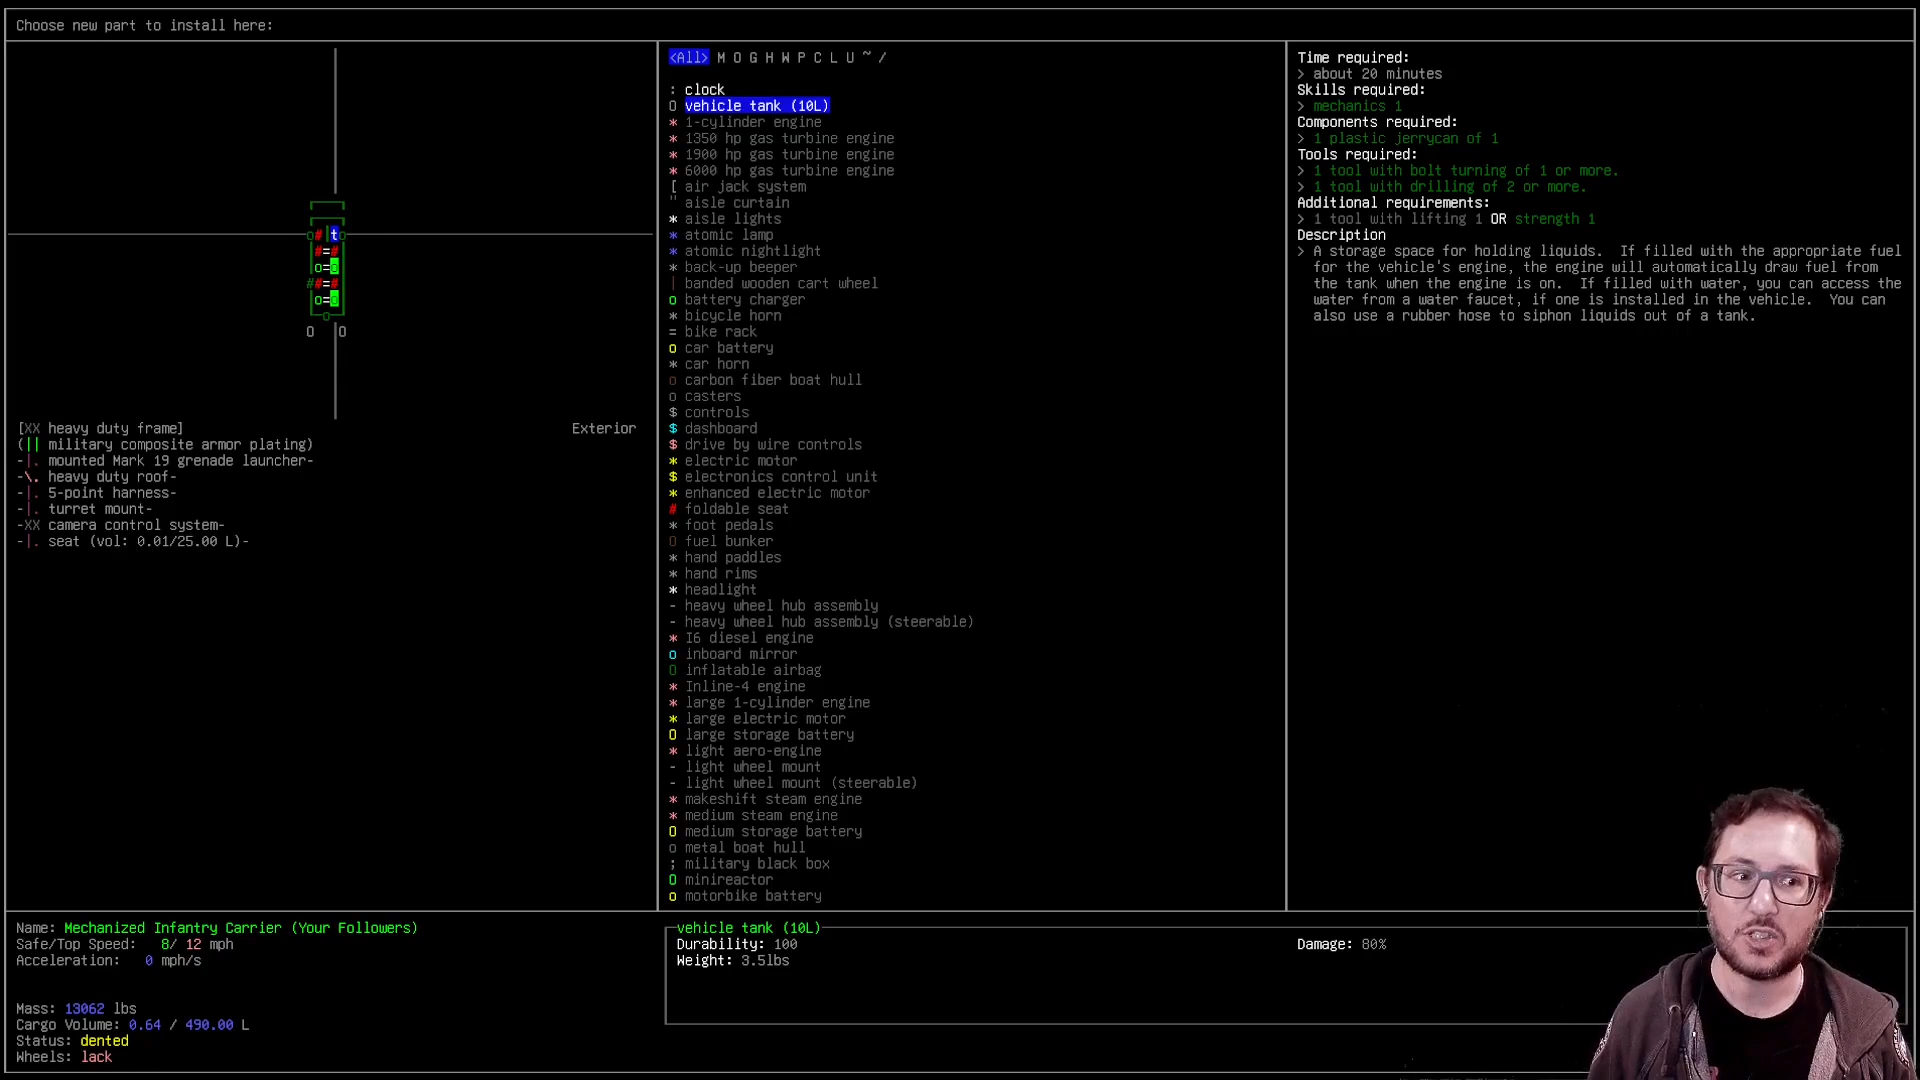 Choose new part to install here:
<All> M O G H W P C L U ~ /
: clock
O vehicle tank (10L)
* 1-cylinder engine
* 1350 hp gas turbine engine
* 1900 hp gas turbine engine
* 6000 hp gas turbine engine
[ air jack system
" aisle curtain
* aisle lights
* atomic lamp
* atomic nightlight
* back-up beeper
| banded wooden cart wheel
o battery charger
* bicycle horn
= bike rack
o car battery
* car horn
o carbon fiber boat hull
o casters
$ controls
$ dashboard
$ drive by wire controls
* electric motor
$ electronics control unit
* enhanced electric motor
# foldable seat
* foot pedals
O fuel bunker
* hand paddles
* hand rims
* headlight
- heavy wheel hub assembly
- heavy wheel hub assembly (steerable)
* I6 diesel engine
o inboard mirror
O inflatable airbag
* Inline-4 engine
* large 1-cylinder engine
* large electric motor
O large storage battery
* light aero-engine
- light wheel mount
- light wheel mount (steerable)
* makeshift steam engine
* medium steam engine
O medium storage battery
o metal boat hull
; military black box
O minireactor
o motorbike battery
Time required:
> about 20 minutes
Skills required:
> mechanics 1
Components required:
> 1 plastic jerrycan of 1
Tools required:
> 1 tool with bolt turning of 1 or more.
> 1 tool with drilling of 2 or more.
Additional requirements:
> 1 tool with lifting 1 OR strength 1
Description
> A storage space for holding liquids.  If filled with the appropriate fuel
for the vehicle's engine, the engine will automatically draw fuel from
the tank when the engine is on.  If filled with water, you can access the
water from a water faucet, if one is installed in the vehicle.  You can
also use a rubber hose to siphon liquids out of a tank.
[XX heavy duty frame] Exterior
(|| military composite armor plating)
-|. mounted Mark 19 grenade launcher-
-\. heavy duty roof-
-|. 5-point harness-
-|. turret mount-
-XX camera control system-
-|. seat (vol: 0.01/25.00 L)-
Name: Mechanized Infantry Carrier (Your Followers)
Safe/Top Speed: 8/ 12 mph
Acceleration: 0 mph/s
Mass: 13062 lbs
Cargo Volume: 0.64 / 490.00 L
Status: dented
Wheels: lack
vehicle tank (10L)
Durability: 100
Damage: 80%
Weight: 3.5lbs